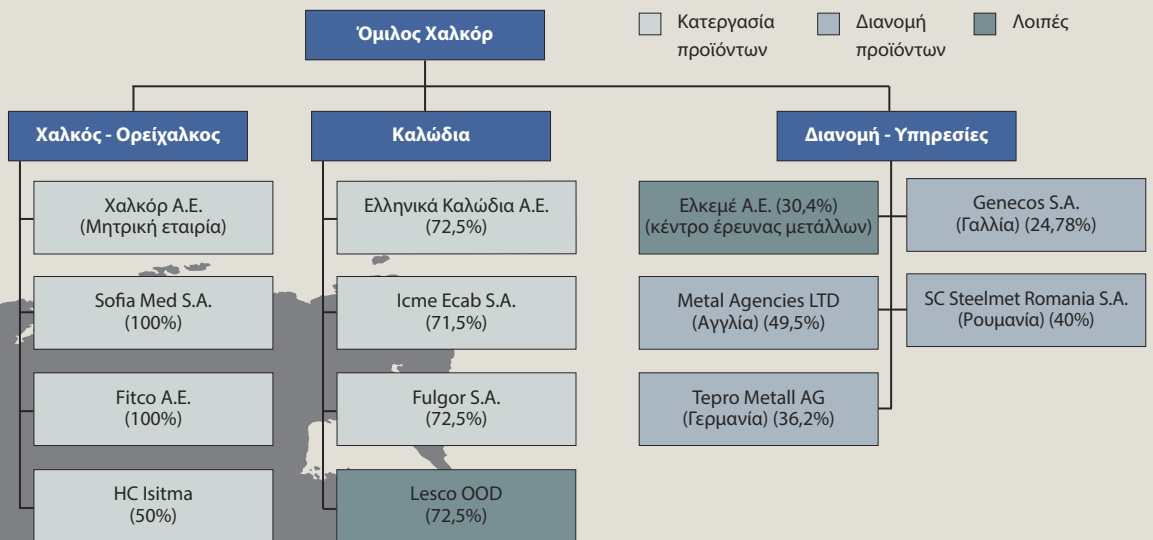 Όμιλος Χαλκόρ
Κατεργασία
προϊόντων
Διανομή
προϊόντων
Λοιπές
Χαλκός - Ορείχαλκος
Χαλκόρ Α.Ε.
(Μητρική εταιρία)
Sofia Med S.A.
(100%)
Fitco A.E.
(100%)
HC Isitma
(50%)
Καλώδια
Ελληνικά Καλώδια Α.Ε.
(72,5%)
Icme Ecab S.A.
(71,5%)
Fulgor S.A.
(72,5%)
Lesco OOD
(72,5%)
Διανομή - Υπηρεσίες
Ελκεμέ Α.Ε. (30,4%)
(κέντρο έρευνας μετάλλων)
Metal Agencies LTD
(Αγγλία) (49,5%)
Tepro Metall AG
(Γερμανία) (36,2%)
Genecos S.A.
(Γαλλία) (24,78%)
SC Steelmet Romania S.A.
(Ρουμανία) (40%)